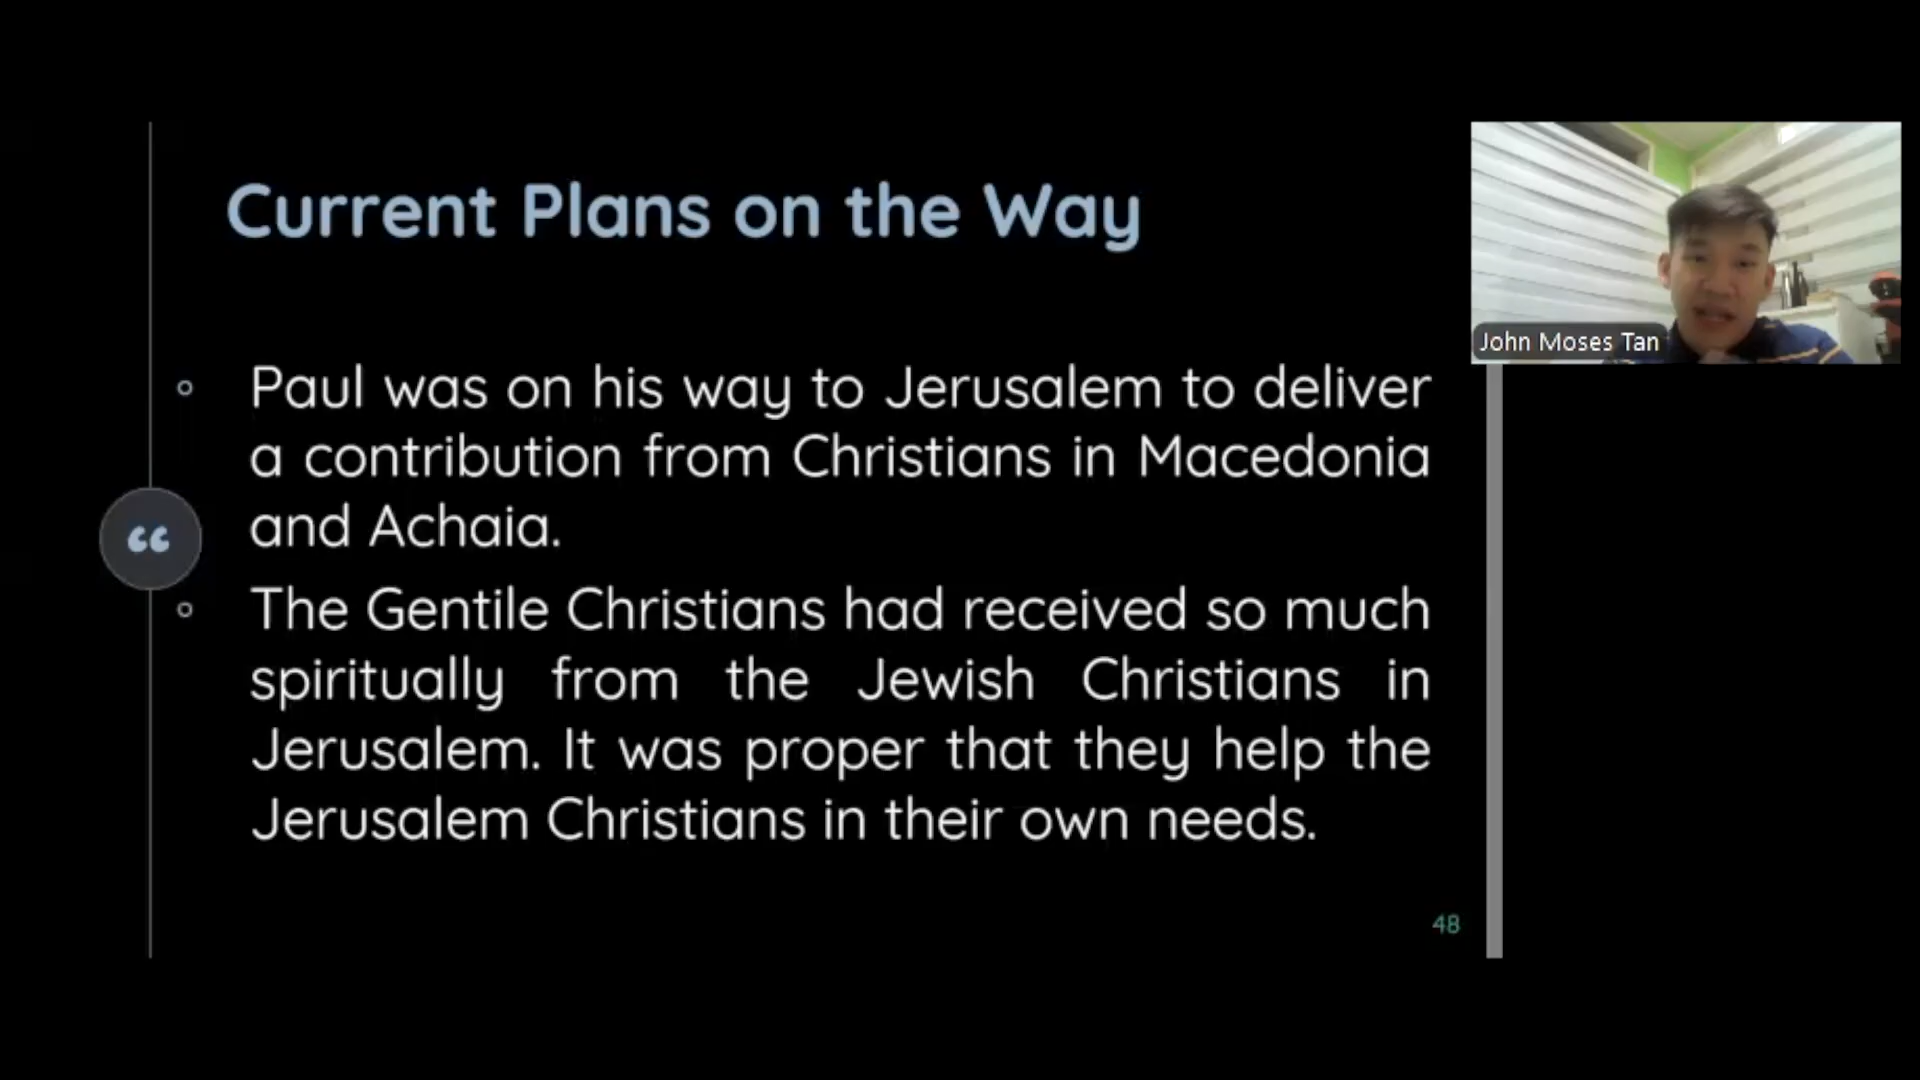 Current Plans on the Way
John Moses Tan
Paul was on his way to Jerusalem to deliver
a contribution from Christians in Macedonia
and Achaia.
The Gentile Christians had received so much
spiritually from the Jewish Christians in
Jerusalem. It was proper that they help the
Jerusalem Christians in their own needs.
48